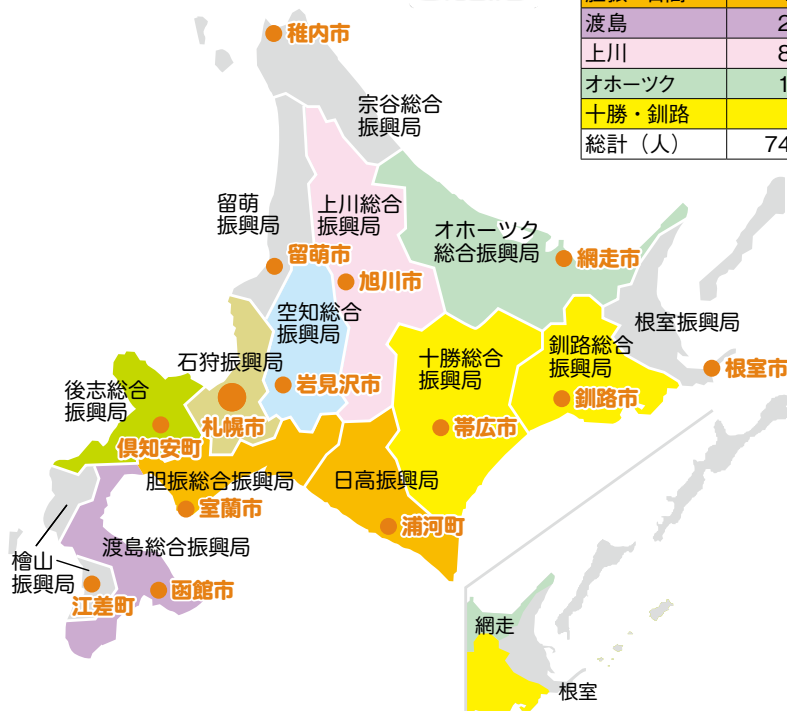 渡島 2
上川 8
オホーツク 1
十勝・釧路
総計（人） 74
稚内市
宗谷総合
振興局
留萌
振興局
上川総合
振興局
オホーツク
総合振興局
留萌市
旭川市
網走市
空知総合
振興局
根室振興局
石狩振興局
十勝総合
振興局
釧路総合
振興局
根室市
後志総合
振興局
岩見沢市
釧路市
倶知安町
札幌市
帯広市
胆振総合振興局
日高振興局
室蘭市
浦河町
渡島総合振興局
檜山
振興局
江差町
函館市
網走
根室